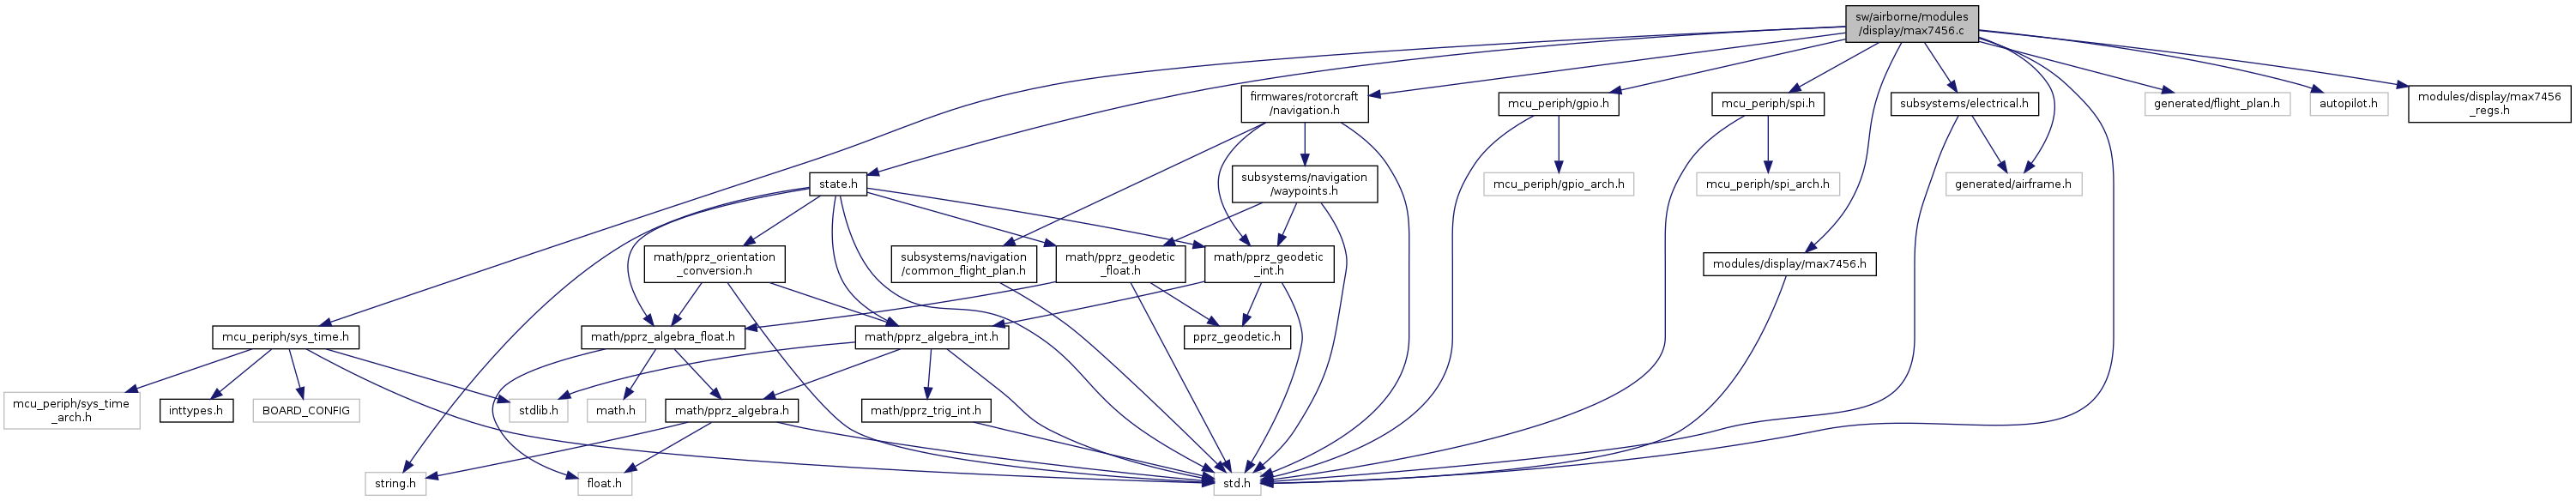 sw/airborne/modules
/display/max7456.c
firmwares/rotorcraft
/navigation.h
mcu_periph/gpio.h
mcu_periph/spi.h
subsystems/electrical.h
generated/flight_plan.h
autopilot.h
modules/display/max7456
_regs.h
state.h
subsystems/navigation
/waypoints.h
mcu_periph/gpio_arch.h
mcu_periph/spi_arch.h
generated/airframe.h
math/pprz_orientation
_conversion.h
subsystems/navigation
/common_flight_plan.h
math/pprz_geodetic
_float.h
math/pprz_geodetic
_int.h
modules/display/max7456.h
mcu_periph/sys_time.h
math/pprz_algebra_float.h
math/pprz_algebra_int.h
pprz_geodetic.h
mcu_periph/sys_time
_arch.h
inttypes.h
BOARD_CONFIG
stdlib.h
math.h
math/pprz_algebra.h
math/pprz_trig_int.h
string.h
float.h
std.h